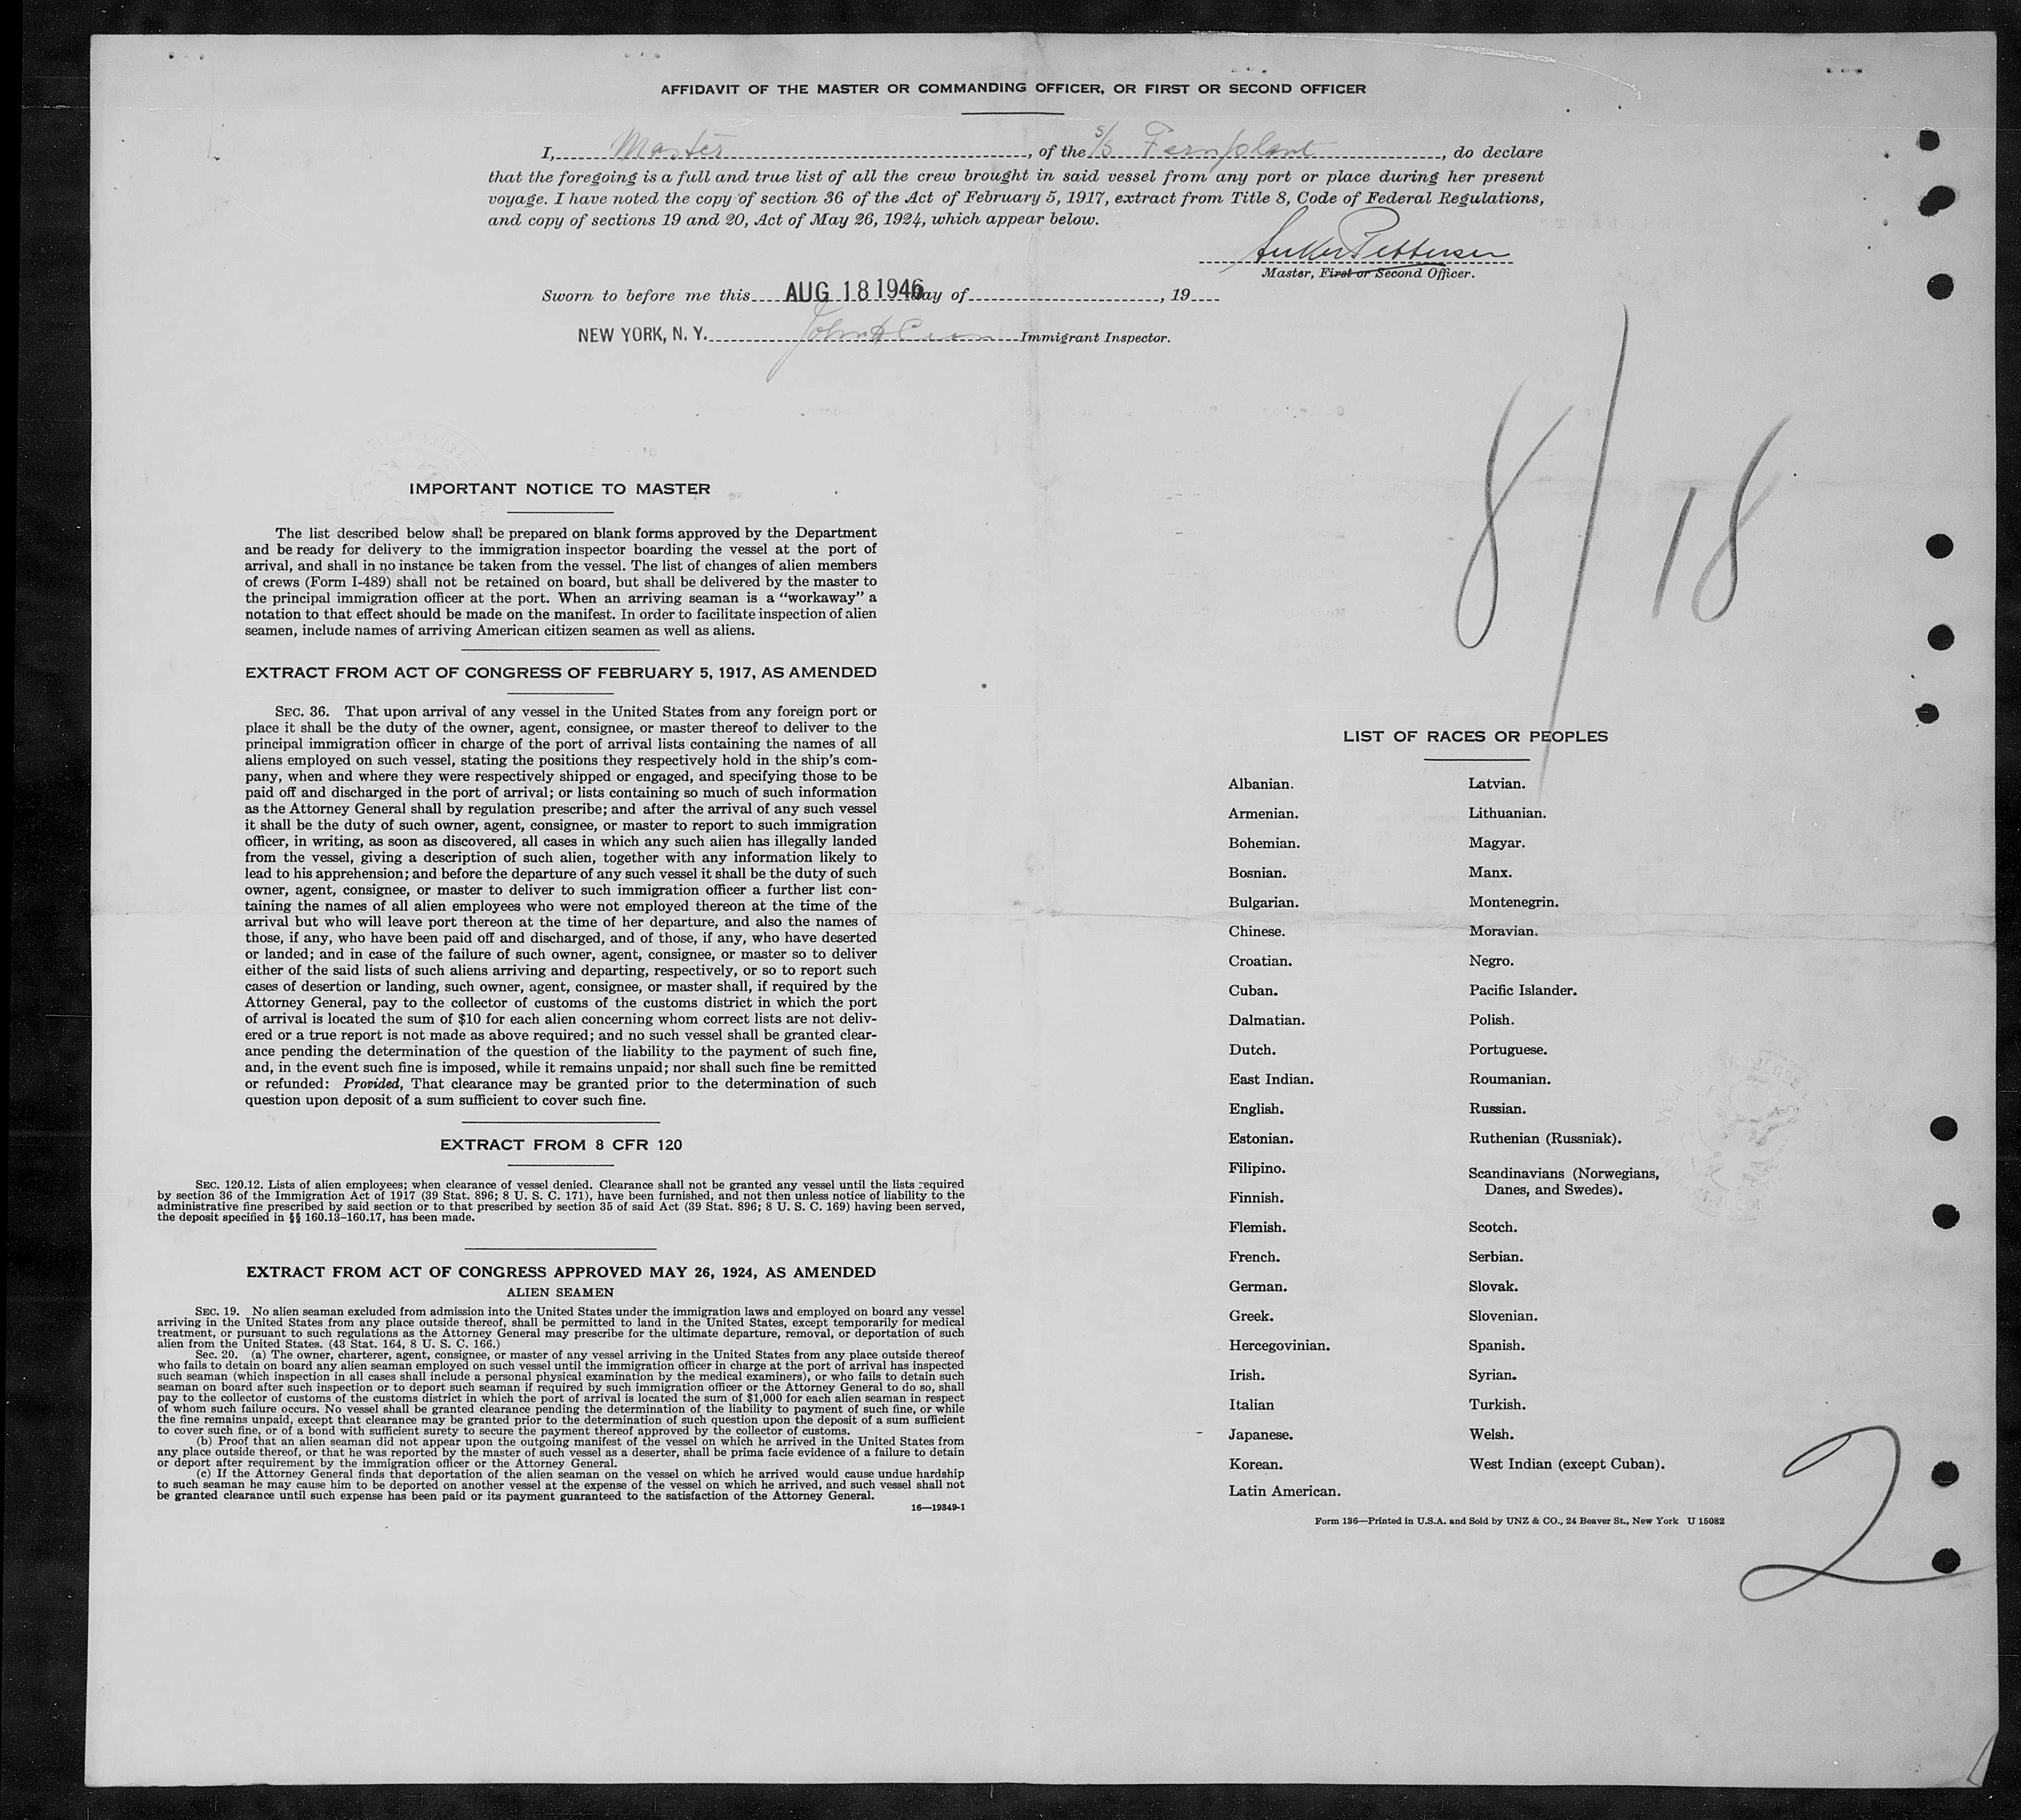 AFFIDAVIT OF THE MASTER OR COMMANDING OFFICER, OR FIRST OR SECOND OFFICER
I, Master, of the s/s Fernplant, do declare
that the foregoing is a full and true list of all the crew brought in said vessel from any port or place during her present
voyage. I have noted the copy of section 36 of the Act of February 5, 1917, extract from Title 8, Code of Federal Regulations,
and copy of sections 19 and 20, Act of May 26, 1924, which appear below.
Pettersen
Master, First or Second Officer.
Sworn to before me this AUG 18 1946 day of , 19
NEW YORK, N. Y. John Immigrant Inspector.
8/18
IMPORTANT NOTICE TO MASTER
The list described below shall be prepared on blank forms approved by the Department
and be ready for delivery to the immigration inspector boarding the vessel at the port of
arrival, and shall in no instance be taken from the vessel. The list of changes of alien members
of crews (Form I-489) shall not be retained on board, but shall be delivered by the master to
the principal immigration officer at the port. When an arriving seaman is a “workaway” a
notation to that effect should be made on the manifest. In order to facilitate inspection of alien
seamen, include names of arriving American citizen seamen as well as aliens.
EXTRACT FROM ACT OF CONGRESS OF FEBRUARY 5, 1917, AS AMENDED
SEC. 36. That upon arrival of any vessel in the United States from any foreign port or
place it shall be the duty of the owner, agent, consignee, or master thereof to deliver to the
principal immigration officer in charge of the port of arrival lists containing the names of all
aliens employed on such vessel, stating the positions they respectively hold in the ship's com-
pany, when and where they were respectively shipped or engaged, and specifying those to be
paid off and discharged in the port of arrival; or lists containing so much of such information
as the Attorney General shall by regulation prescribe; and after the arrival of any such vessel
it shall be the duty of such owner, agent, consignee, or master to report to such immigration
officer, in writing, as soon as discovered, all cases in which any such alien has illegally landed
from the vessel, giving a description of such alien, together with any information likely to
lead to his apprehension; and before the departure of any such vessel it shall be the duty of such
owner, agent, consignee, or master to deliver to such immigration officer a further list con-
taining the names of all alien employees who were not employed thereon at the time of the
arrival but who will leave port thereon at the time of her departure, and also the names of
those, if any, who have been paid off and discharged, and of those, if any, who have deserted
or landed; and in case of the failure of such owner, agent, consignee, or master so to deliver
either of the said lists of such aliens arriving and departing, respectively, or so to report such
cases of desertion or landing, such owner, agent, consignee, or master shall, if required by the
Attorney General, pay to the collector of customs of the customs district in which the port
of arrival is located the sum of $10 for each alien concerning whom correct lists are not deliv-
ered or a true report is not made as above required; and no such vessel shall be granted clear-
ance pending the determination of the question of the liability to the payment of such fine,
and, in the event such fine is imposed, while it remains unpaid; nor shall such fine be remitted
or refunded: Provided, That clearance may be granted prior to the determination of such
question upon deposit of a sum sufficient to cover such fine.
EXTRACT FROM 8 CFR 120
SEC. 120.12. Lists of alien employees; when clearance of vessel denied. Clearance shall not be granted any vessel until the lists required
by section 36 of the Immigration Act of 1917 (39 Stat. 896; 8 U. S. C. 171), have been furnished, and not then unless notice of liability to the
administrative fine prescribed by said section or to that prescribed by section 35 of said Act (39 Stat. 896; 8 U. S. C. 169) having been served,
the deposit specified in §§ 160.13–160.17, has been made.
EXTRACT FROM ACT OF CONGRESS APPROVED MAY 26, 1924, AS AMENDED
ALIEN SEAMEN
SEC. 19. No alien seaman excluded from admission into the United States under the immigration laws and employed on board any vessel
arriving in the United States from any place outside thereof, shall be permitted to land in the United States, except temporarily for medical
treatment, or pursuant to such regulations as the Attorney General may prescribe for the ultimate departure, removal, or deportation of such
alien from the United States. (43 Stat. 164, 8 U. S. C. 166.)
Sec. 20. (a) The owner, charterer, agent, consignee, or master of any vessel arriving in the United States from any place outside thereof
who fails to detain on board any alien seaman employed on such vessel until the immigration officer in charge at the port of arrival has inspected
such seaman (which inspection in all cases shall include a personal physical examination by the medical examiners), or who fails to detain such
seaman on board after such inspection or to deport such seaman if required by such immigration officer or the Attorney General to do so, shall
pay to the collector of customs of the customs district in which the port of arrival is located the sum of $1,000 for each alien seaman in respect
of whom such failure occurs. No vessel shall be granted clearance pending the determination of the liability to payment of such fine, or while
the fine remains unpaid, except that clearance may be granted prior to the determination of such question upon the deposit of a sum sufficient
to cover such fine, or of a bond with sufficient surety to secure the payment thereof approved by the collector of customs.
(b) Proof that an alien seaman did not appear upon the outgoing manifest of the vessel on which he arrived in the United States from
any place outside thereof, or that he was reported by the master of such vessel as a deserter, shall be prima facie evidence of a failure to detain
or deport after requirement by the immigration officer or the Attorney General.
(c) If the Attorney General finds that deportation of the alien seaman on the vessel on which he arrived would cause undue hardship
to such seaman he may cause him to be deported on another vessel at the expense of the vessel on which he arrived, and such vessel shall not
be granted clearance until such expense has been paid or its payment guaranteed to the satisfaction of the Attorney General.
16—19349-1
LIST OF RACES OR PEOPLES
Albanian.
Armenian.
Bohemian.
Bosnian.
Bulgarian.
Chinese.
Croatian.
Cuban.
Dalmatian.
Dutch.
East Indian.
English.
Estonian.
Filipino.
Finnish.
Flemish.
French.
German.
Greek.
Hercegovinian.
Irish.
Italian
Japanese.
Korean.
Latin American.
Latvian.
Lithuanian.
Magyar.
Manx.
Montenegrin.
Moravian.
Negro.
Pacific Islander.
Polish.
Portuguese.
Roumanian.
Russian.
Ruthenian (Russniak).
Scandinavians (Norwegians,
Danes, and Swedes).
Scotch.
Serbian.
Slovak.
Slovenian.
Spanish.
Syrian.
Turkish.
Welsh.
West Indian (except Cuban).
Form 136—Printed in U.S.A. and Sold by UNZ & CO., 24 Beaver St., New York U 15082
2